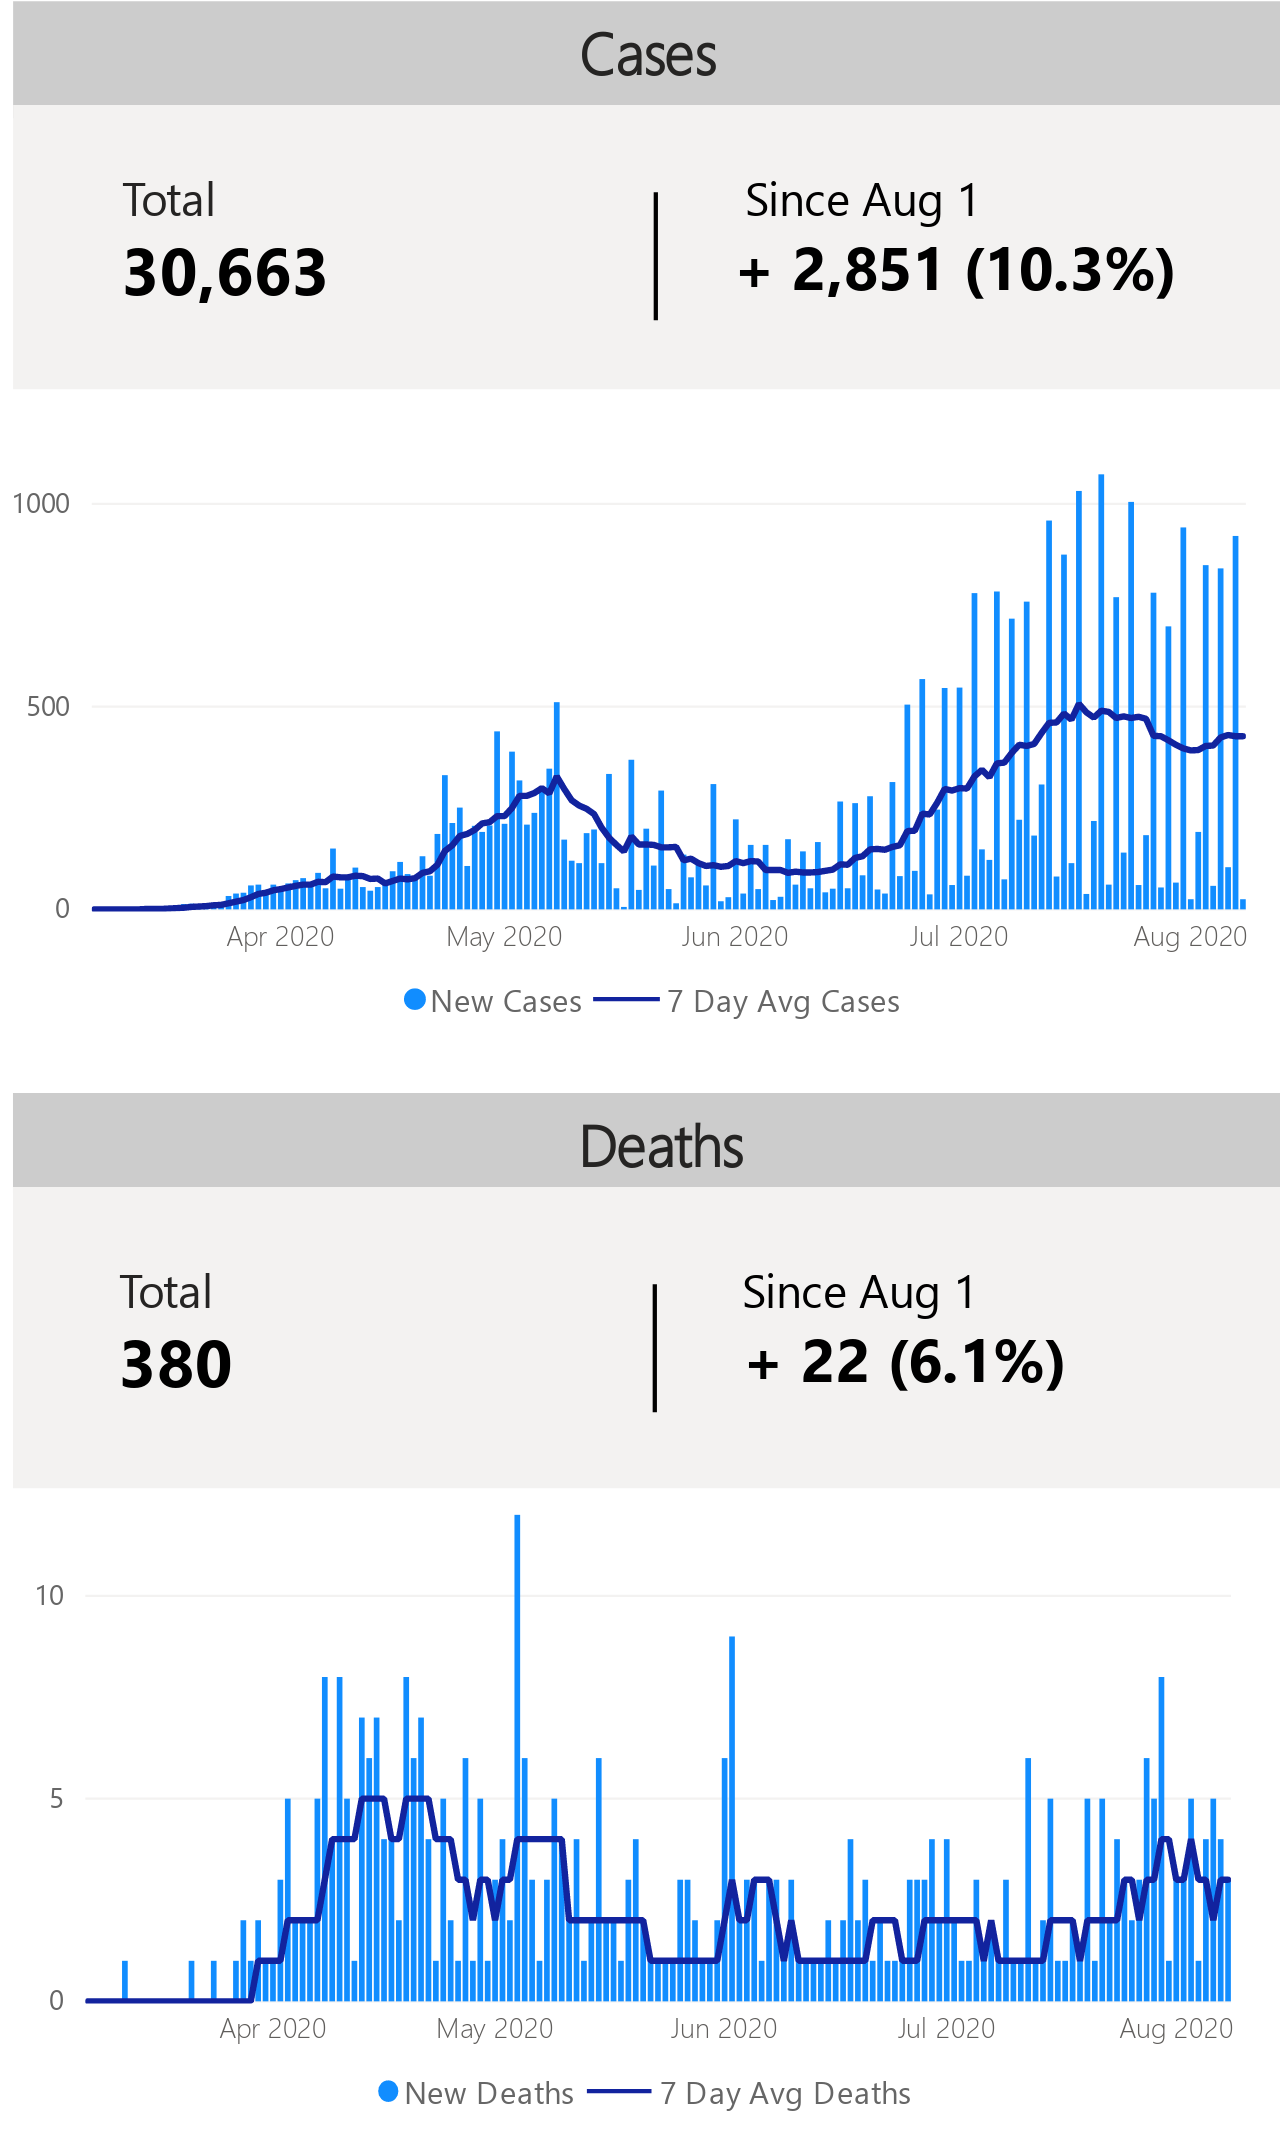 Cases
Total
30,663
Since Aug 1
+ 2,851 (10.3%)
1000
500
0
Apr 2020 May 2020 Jun 2020 Jul 2020 Aug 2020
New Cases 7 Day Avg Cases
Deaths
Total
380
Since Aug 1
+ 22 (6.1%)
10
5
0
Apr 2020 May 2020 Jun 2020 Jul 2020 Aug 2020
New Deaths 7 Day Avg Deaths